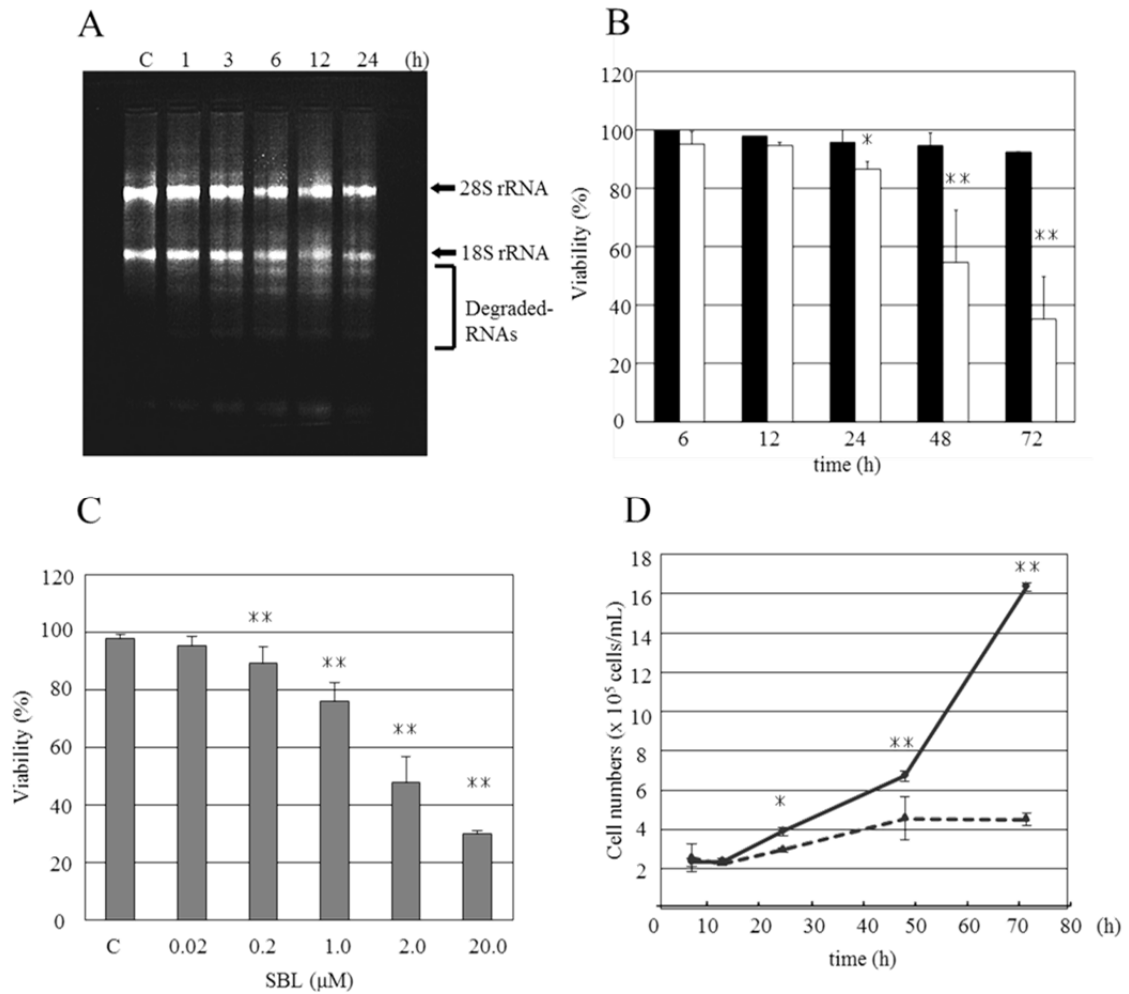 A
C 1 3 6 12 24 (h)
28S rRNA
18S rRNA
Degraded-
RNAs
B
120
100
80
60
40
20
0
Viability (%)
*
**
**
6 12 24 48 72
time (h)
C
120
100
80
60
40
20
0
Viability (%)
**
**
**
**
C 0.02 0.2 1.0 2.0 20.0
SBL (μM)
D
18
16
14
12
10
8
6
4
2
Cell numbers (x 10⁵ cells/mL)
**
**
*
0 10 20 30 40 50 60 70 80 (h)
time (h)